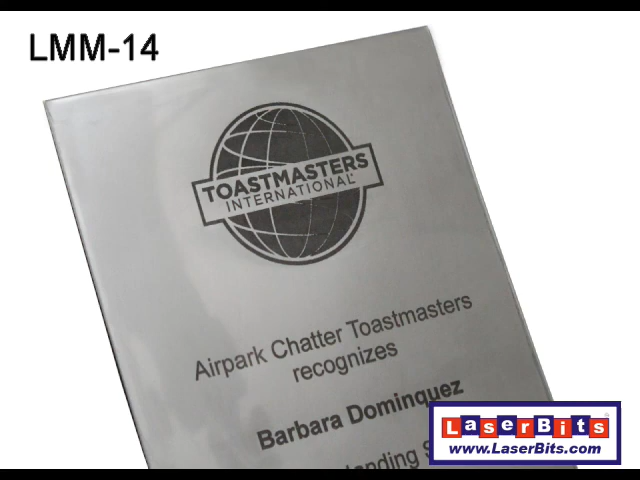 LMM-14
TOASTMASTERS
INTERNATIONAL
Airpark Chatter Toastmasters
recognizes
Barbara Dominquez
LaserBits
www.LaserBits.com